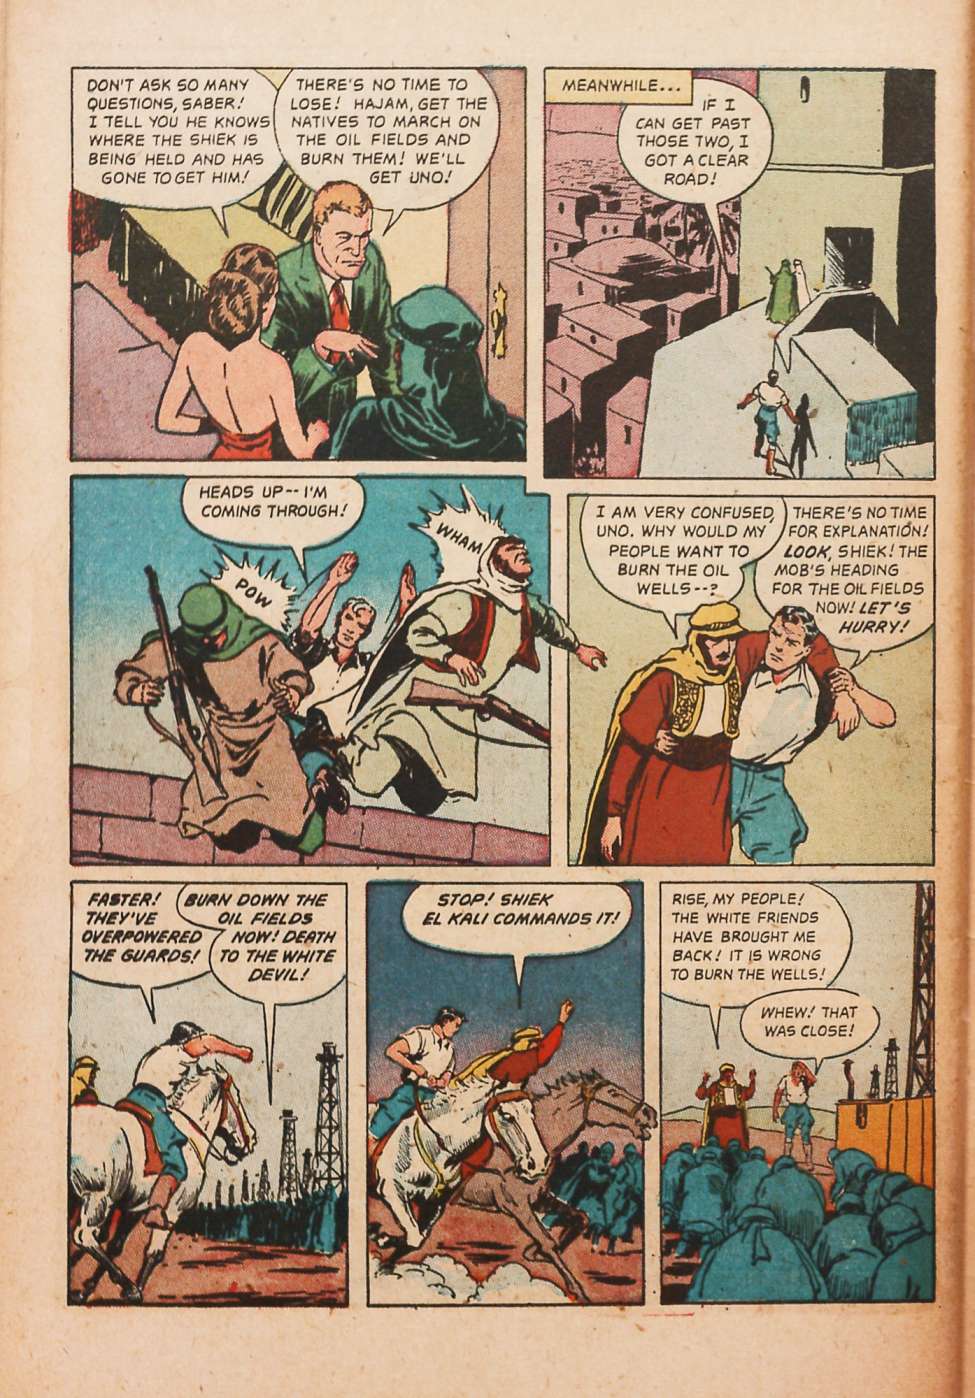 DON'T ASK SO MANY
QUESTIONS, SABER!
I TELL YOU HE KNOWS
WHERE THE SHIEK IS
BEING HELD AND HAS
GONE TO GET HIM!
THERE'S NO TIME TO
LOSE! HAJAM, GET THE
NATIVES TO MARCH ON
THE OIL FIELDS AND
BURN THEM! WE'LL
GET UNO!
MEANWHILE...
IF I
CAN GET PAST
THOSE TWO, I
GOT A CLEAR
ROAD!
HEADS UP-- I'M
COMING THROUGH!
POW
WHAM
I AM VERY CONFUSED,
UNO. WHY WOULD MY
PEOPLE WANT TO
BURN THE OIL
WELLS--?
THERE'S NO TIME
FOR EXPLANATION!
LOOK, SHIEK! THE
MOB'S HEADING
FOR THE OIL FIELDS
NOW! LET'S
HURRY!
FASTER!
THEY'VE
OVERPOWERED
THE GUARDS!
BURN DOWN THE
OIL FIELDS
NOW! DEATH
TO THE WHITE
DEVIL!
STOP! SHIEK
EL KALI COMMANDS IT!
RISE, MY PEOPLE!
THE WHITE FRIENDS
HAVE BROUGHT ME
BACK! IT IS WRONG
TO BURN THE WELLS!
WHEW! THAT
WAS CLOSE!